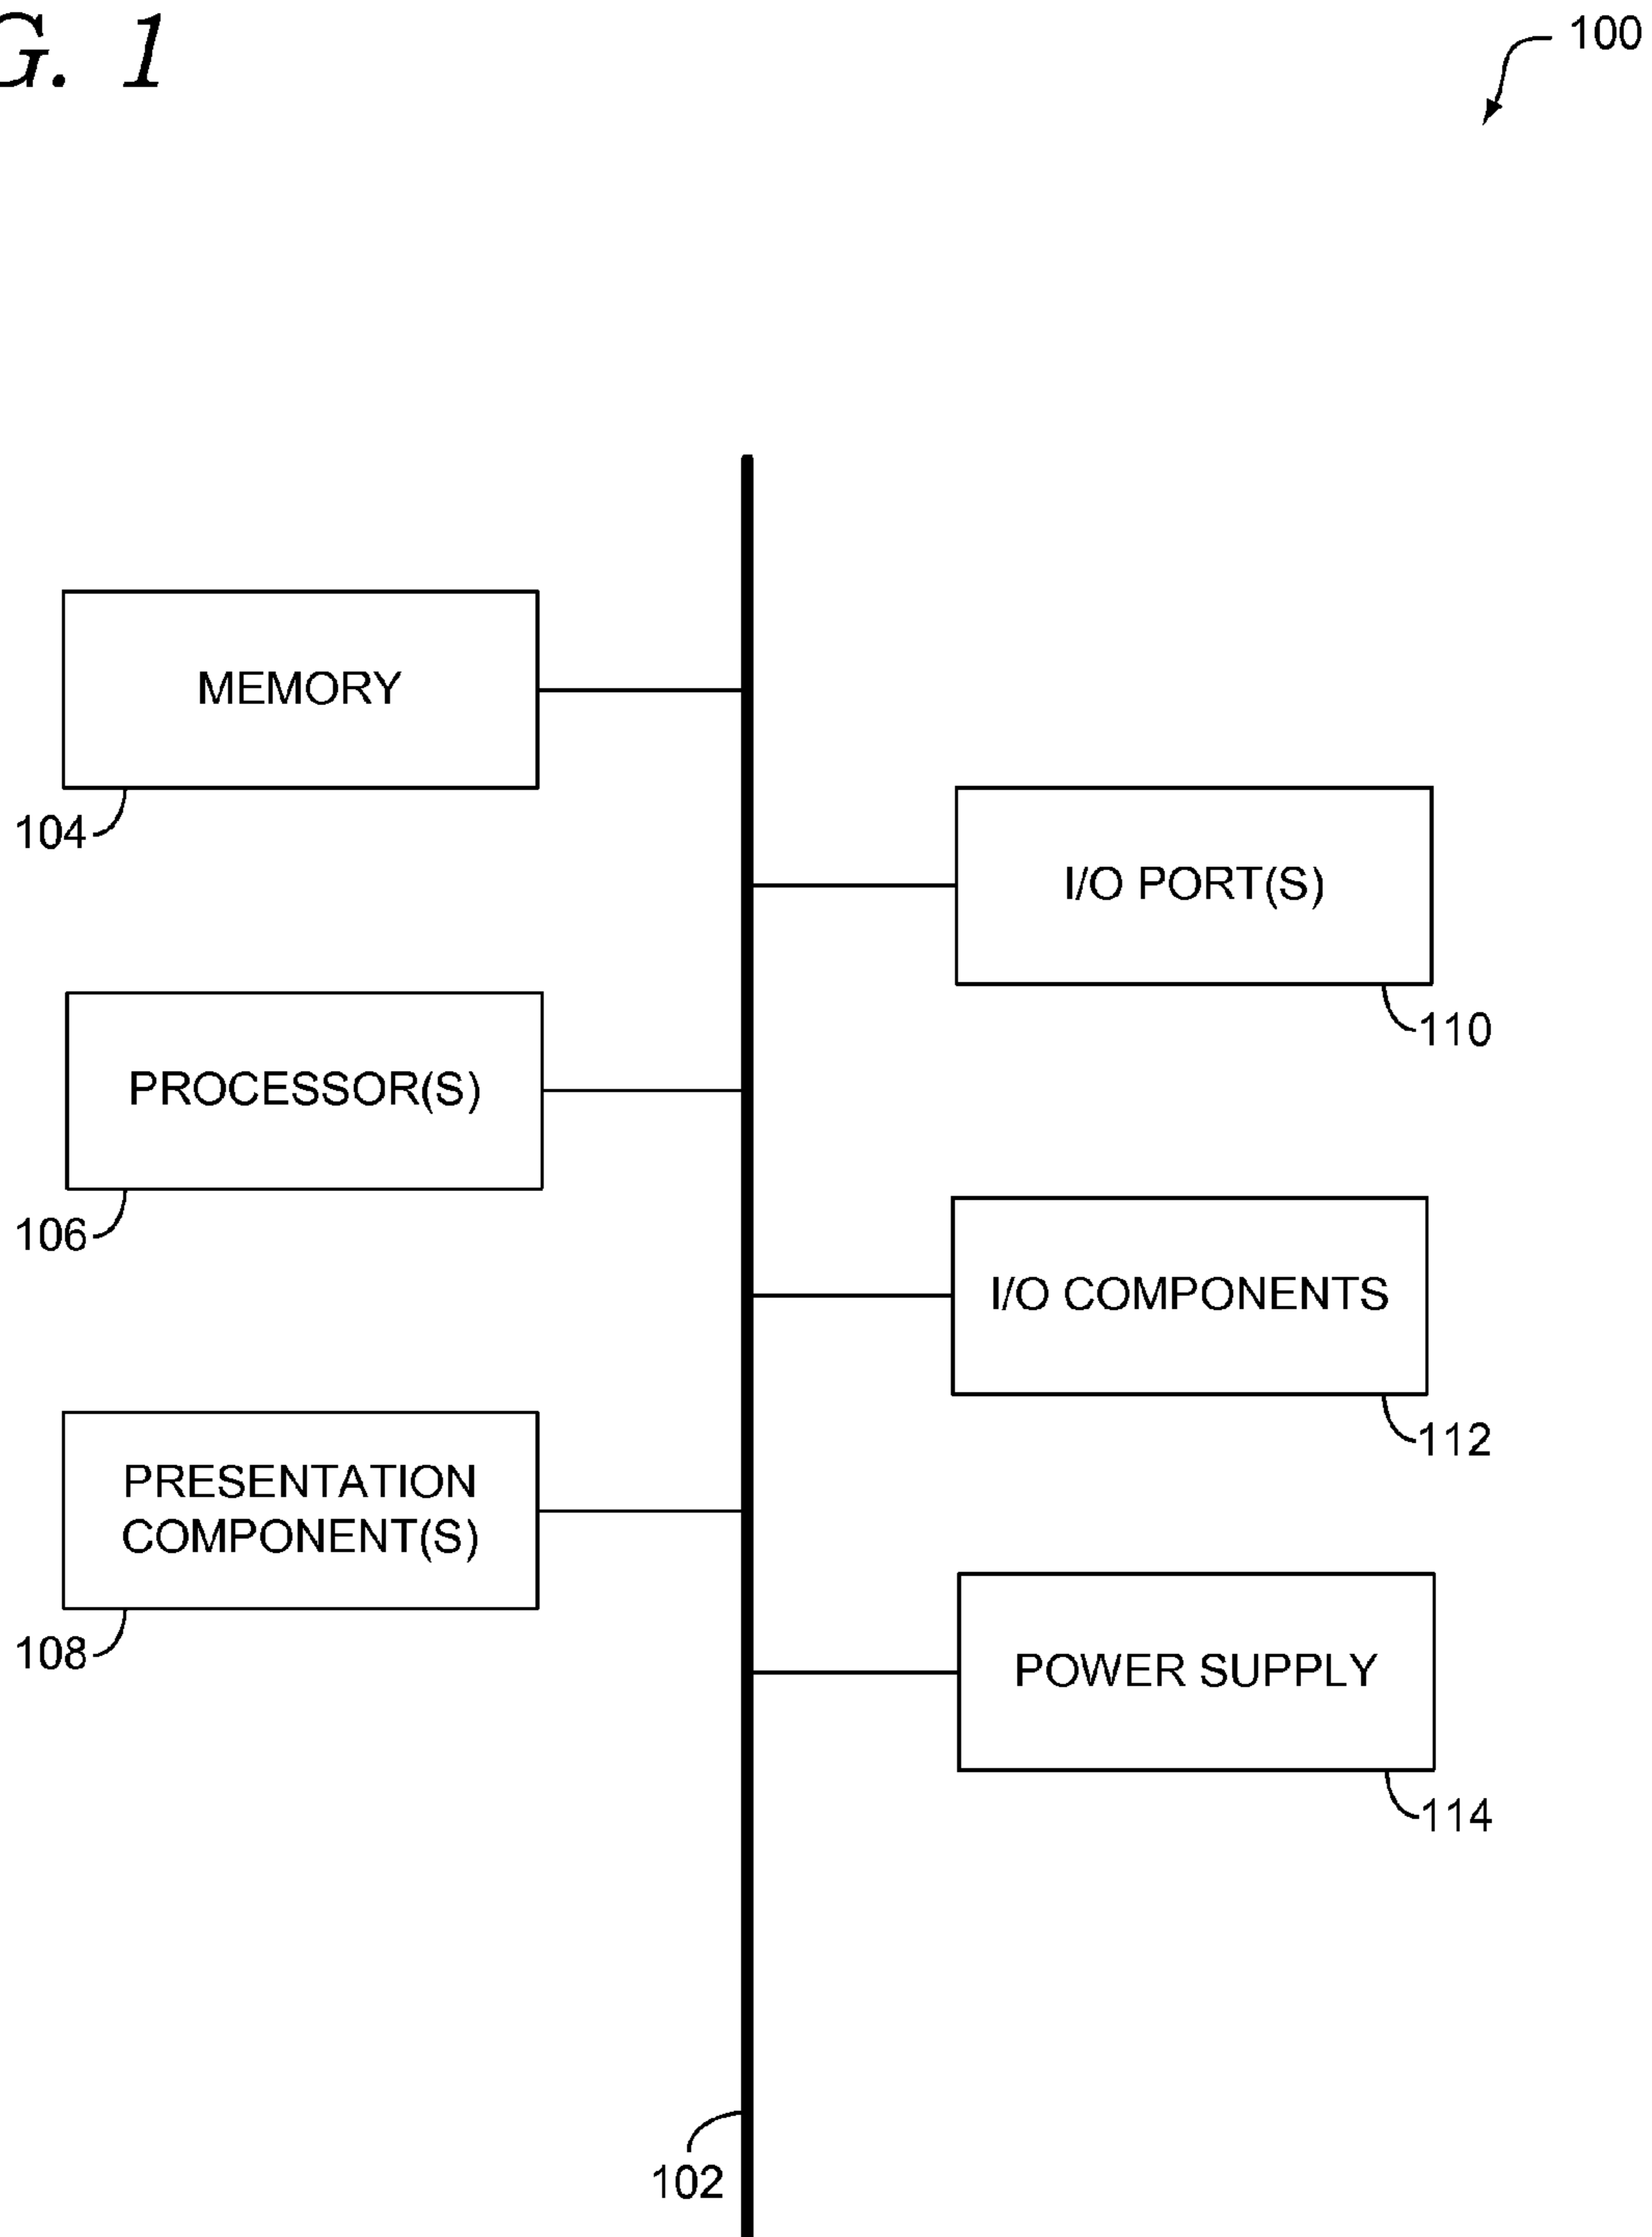 G. 1
100
MEMORY
104
I/O PORT(S)
110
PROCESSOR(S)
106
I/O COMPONENTS
112
PRESENTATION
COMPONENT(S)
108
POWER SUPPLY
114
102